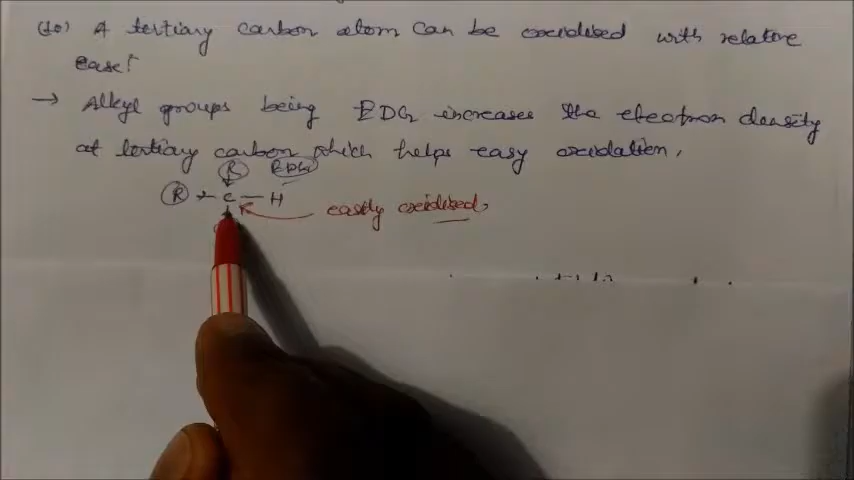 (10) A tertiary carbon atom can be oxidised with relative
ease!
→ Alkyl groups being EDG increases the electron density
at tertiary carbon which helps easy oxidation,
R EDG
R → C — H
easily oxidised,